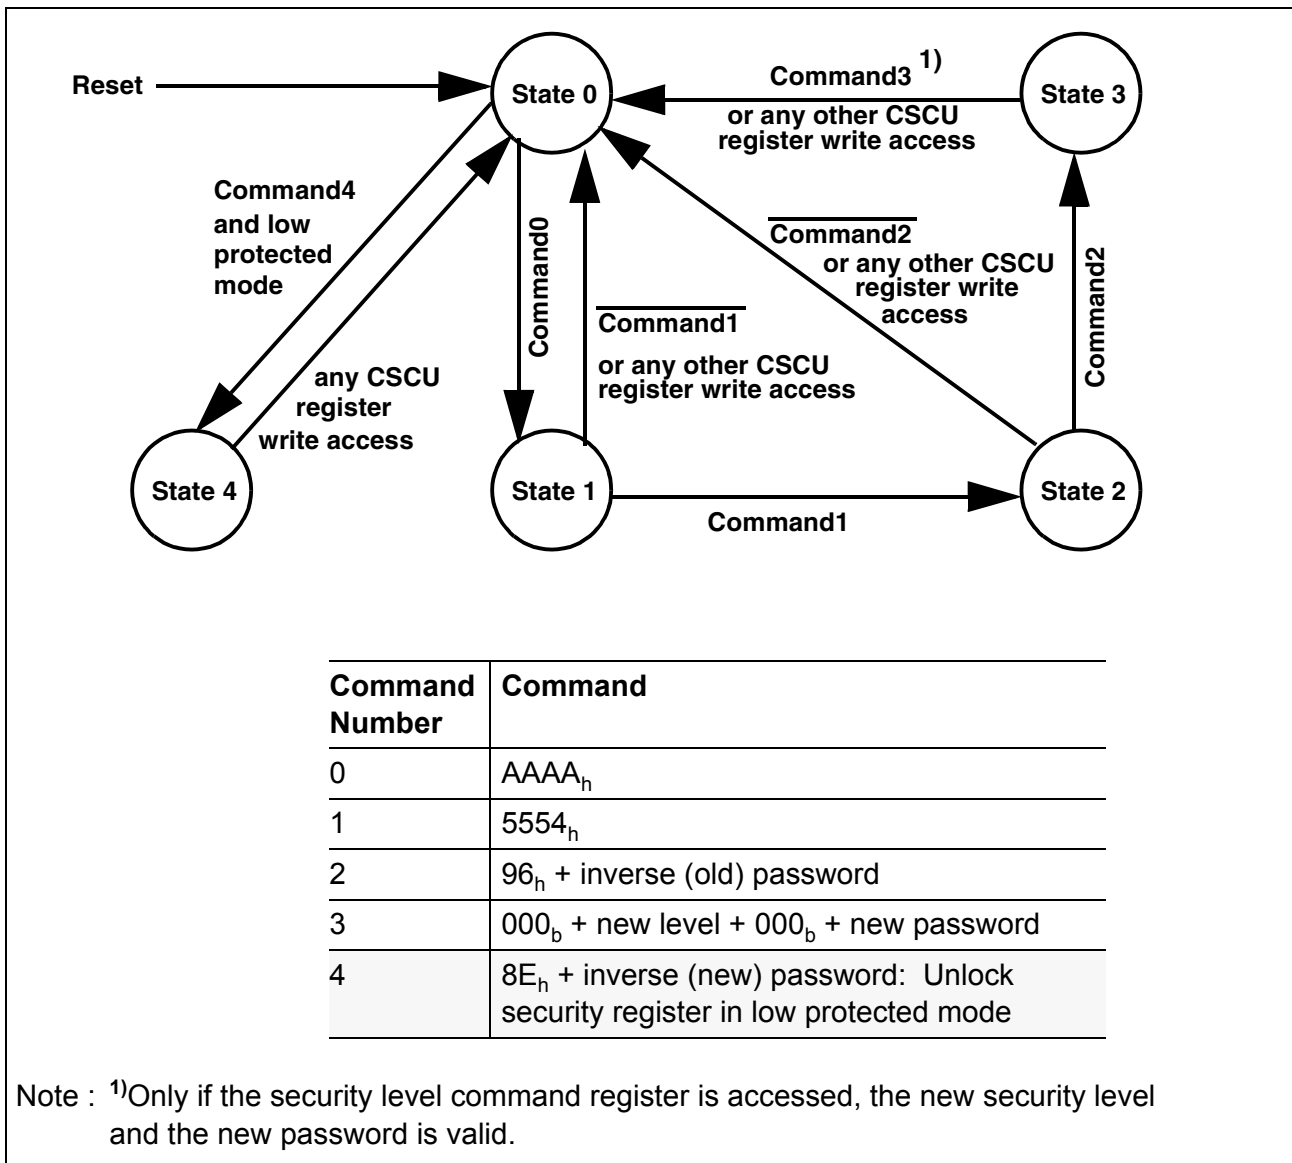 Reset
State 0
Command3 1)
or any other CSCU
register write access
State 3
Command4
and low
protected
mode
Command0
Command1
or any other CSCU
register write access
Command2
or any other CSCU
register write
access
Command2
any CSCU
register
write access
State 4
State 1
Command1
State 2
Command Command
Number
0 AAAAh
1 5554h
2 96h + inverse (old) password
3 000b + new level + 000b + new password
4 8Eh + inverse (new) password: Unlock
security register in low protected mode
Note : 1)Only if the security level command register is accessed, the new security level
and the new password is valid.